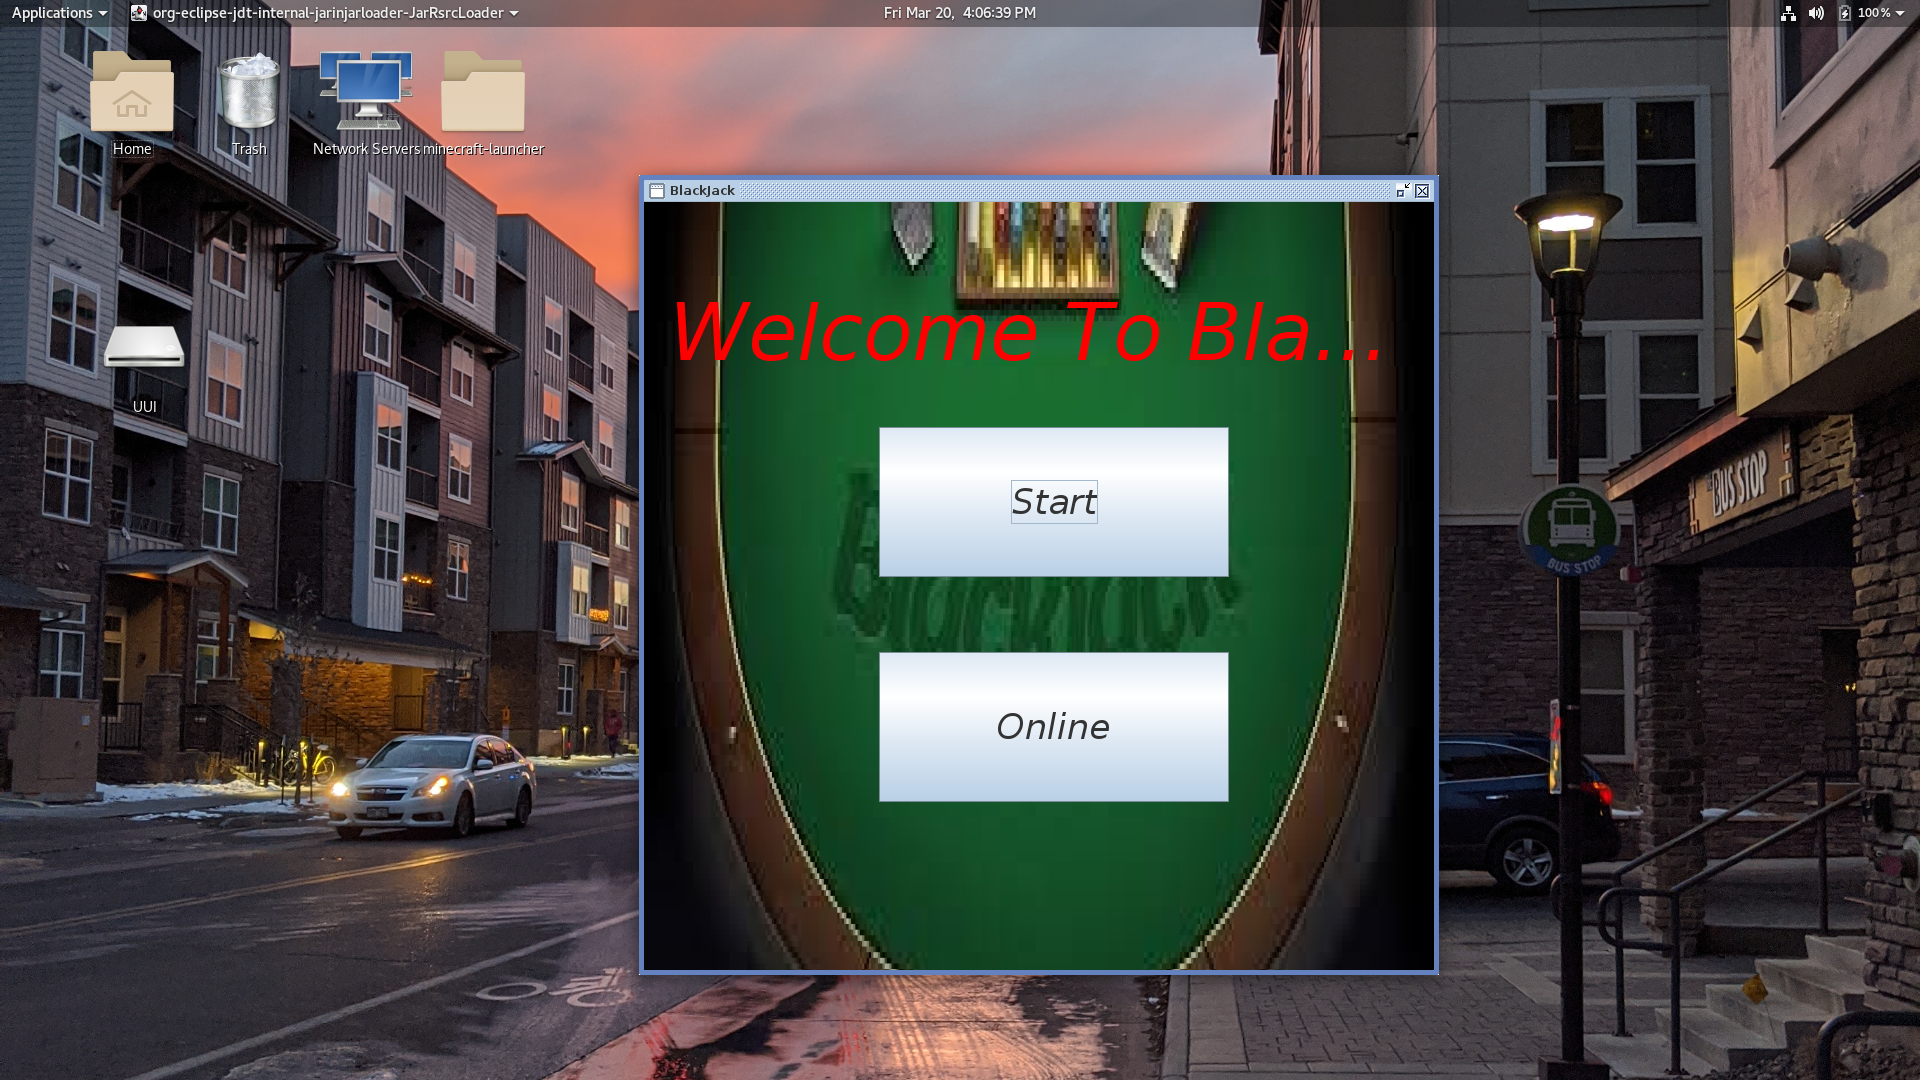 Applications org-eclipse-jdt-internal-jarinjarloader-JarRsrcLoader Fri Mar 20, 4:06:39 PM 100%
Home Trash Network Servers minecraft-launcher
UUI
BlackJack
Welcome To Bla...
Start
Blackjack
Online
BUS STOP
BUS STOP